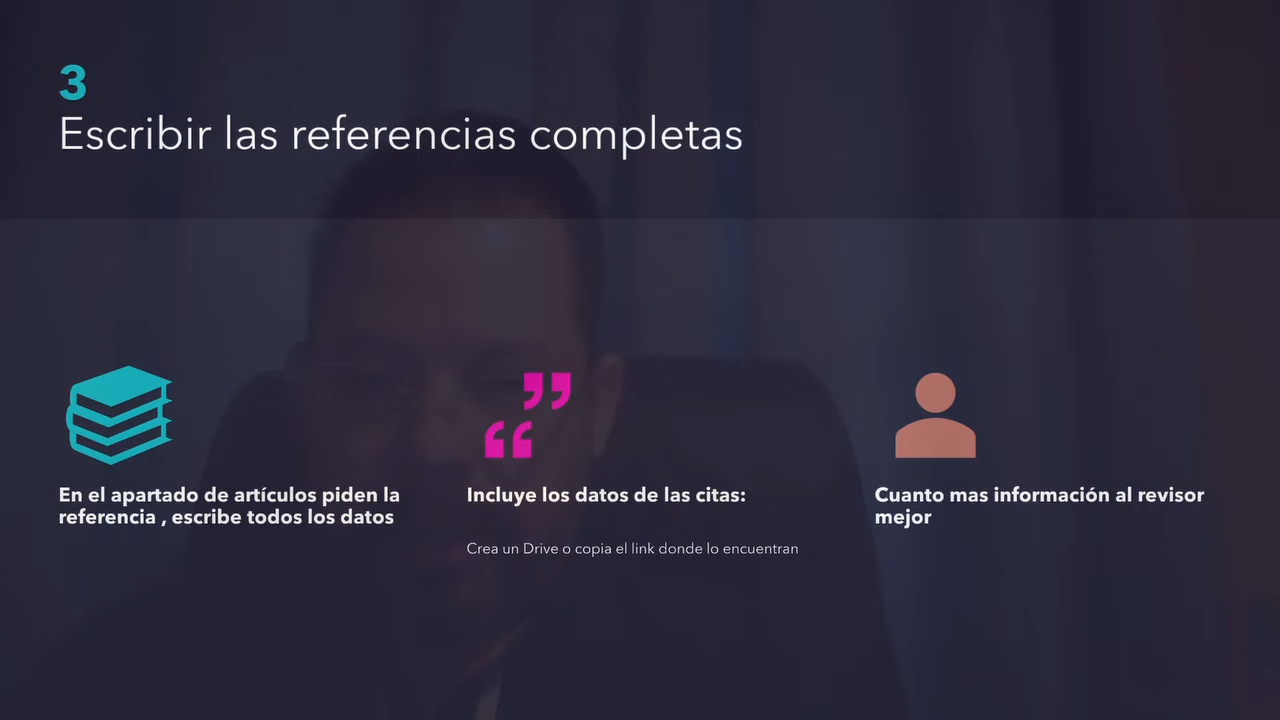 3
Escribir las referencias completas
En el apartado de artículos piden la
referencia , escribe todos los datos
Incluye los datos de las citas:
Crea un Drive o copia el link donde lo encuentran
Cuanto mas información al revisor
mejor